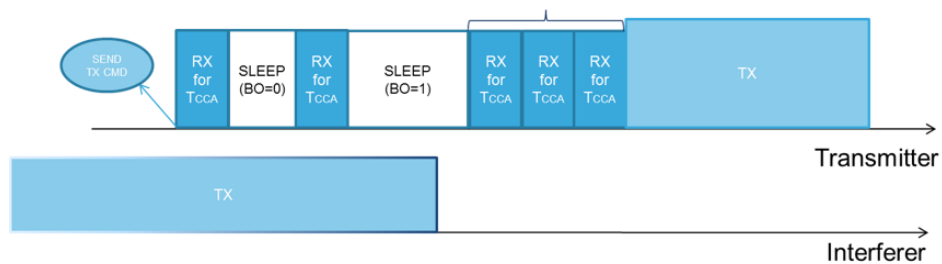 SEND
TX CMD
RX
for
TCCA
SLEEP
(BO=0)
RX
for
TCCA
SLEEP
(BO=1)
RX
for
TCCA
RX
for
TCCA
RX
for
TCCA
TX
Transmitter
TX
Interferer